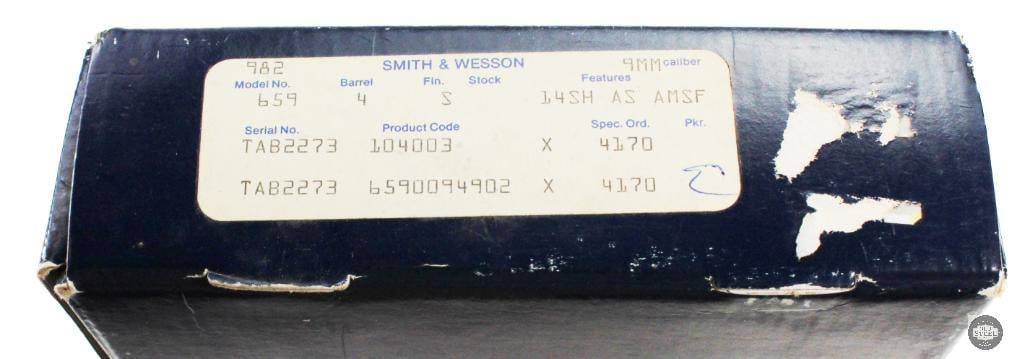 982 SMITH & WESSON 9MM caliber
Model No. Barrel Fin. Stock Features
659 4 S 14SH AS AMSF
Serial No. Product Code Spec. Ord. Pkr.
TAB2273 104003 X 4170
TAB2273 6590094902 X 4170